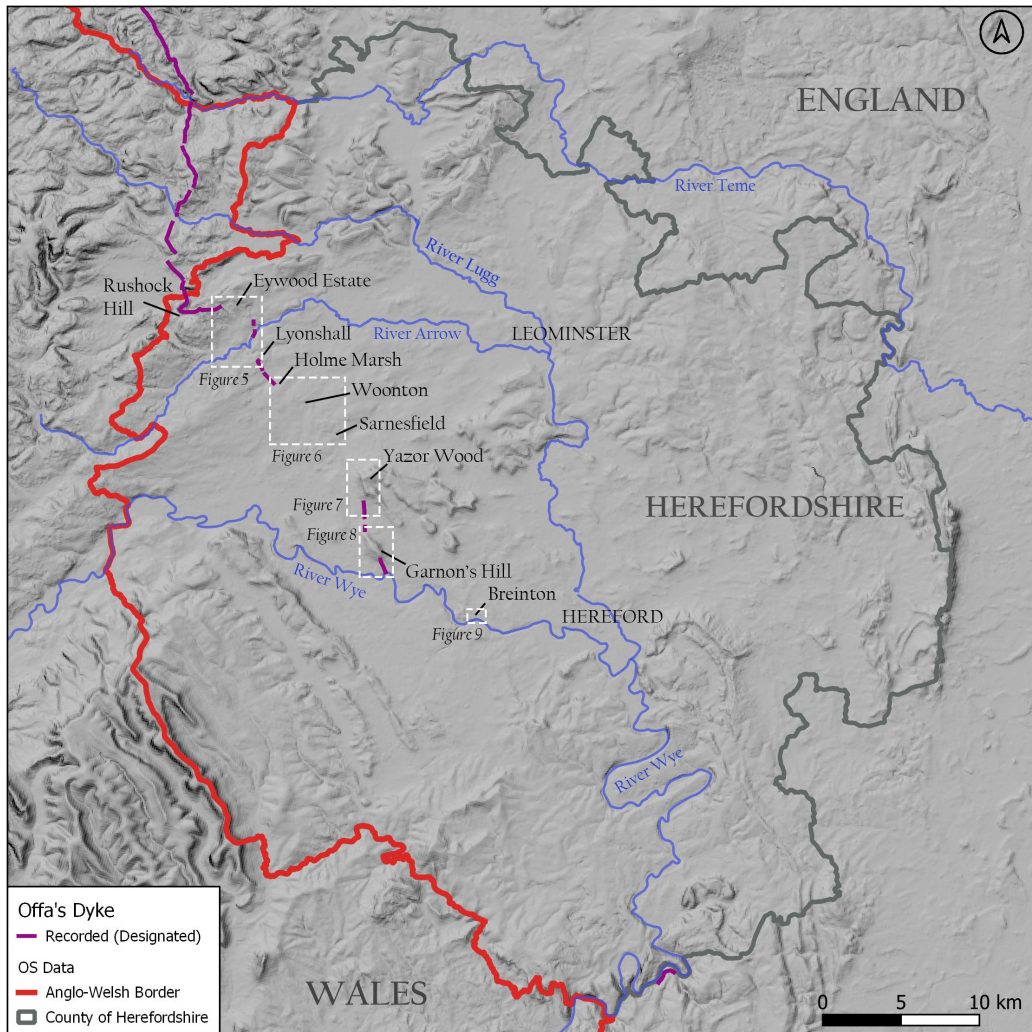 ENGLAND
River Teme
River Lugg
Rushock
Hill
Eywood Estate
River Arrow
LEOMINSTER
Lyonshall
Holme Marsh
Figure 5
Woonton
Sarnesfield
Figure 6
Yazor Wood
Figure 7
HEREFORDSHIRE
Figure 8
Garnon's Hill
River Wye
Breinton
HEREFORD
Figure 9
River Wye
Offa's Dyke
Recorded (Designated)
OS Data
Anglo-Welsh Border
County of Herefordshire
WALES
0 5 10 km